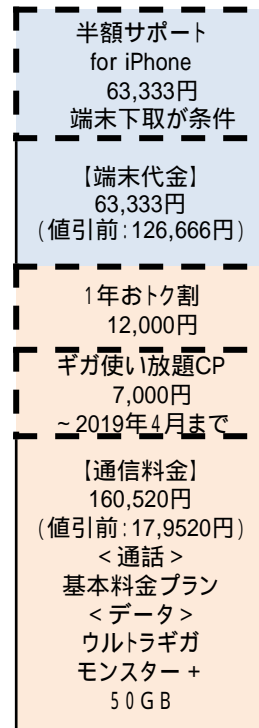 半額サポート
for iPhone
63,333円
端末下取が条件
【端末代金】
63,333円
(値引前:126,666円)
1年おトク割
12,000円
ギガ使い放題CP
7,000円
~2019年4月まで
【通信料金】
160,520円
(値引前:17,9520円)
<通話>
基本料金プラン
<データ>
ウルトラギガ
モンスター+
50GB